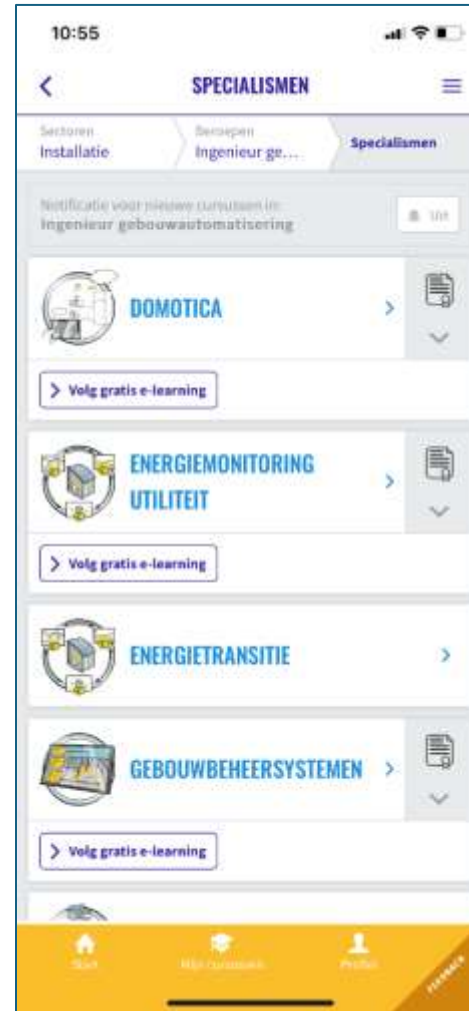 10:55
SPECIALISMEN
Sectoren
Installatie
Beroepen
Ingenieur ge...
Specialismen
Notificatie voor nieuwe cursussen in:
Ingenieur gebouwautomatisering
Uit
DOMOTICA
Volg gratis e-learning
ENERGIEMONITORING
UTILITEIT
Volg gratis e-learning
ENERGIETRANSITIE
GEBOUWBEHEERSYSTEMEN
Volg gratis e-learning
Start
Mijn cursussen
Profiel
FEEDBACK